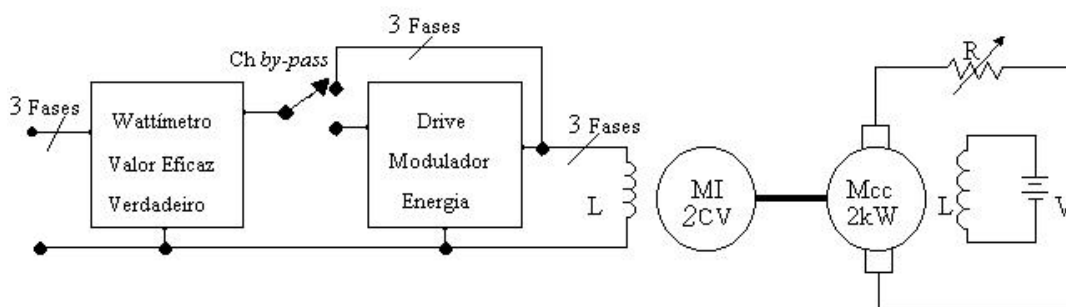 3 Fases
Ch by-pass
3 Fases
Wattímetro
Valor Eficaz
Verdadeiro
Drive
Modulador
Energia
3 Fases
L
MI
2CV
Mcc
2kW
R
L
V